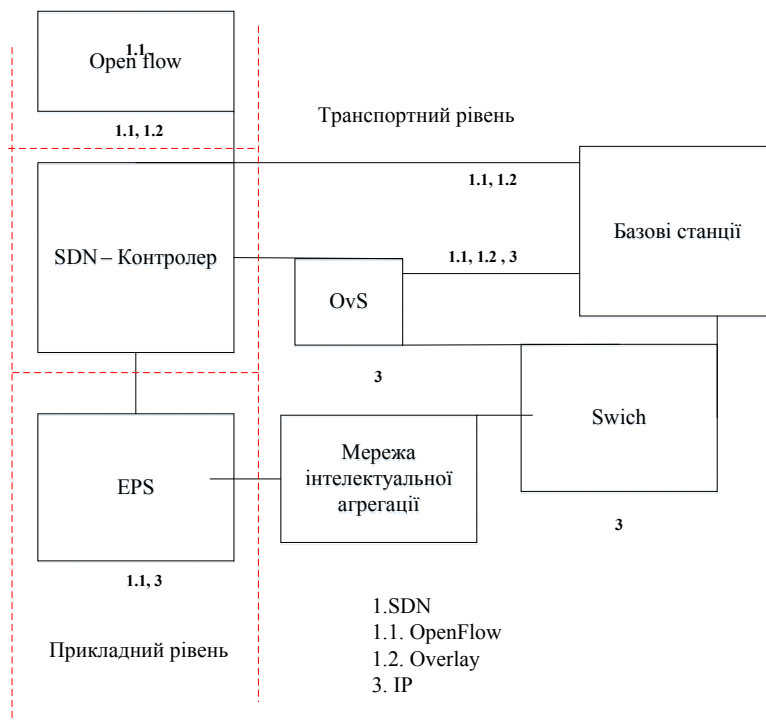 1.1.
Open flow
1.1, 1.2
Транспортний рівень
1.1, 1.2
Базові станції
SDN – Контролер
1.1, 1.2 , 3
OvS
3
Swich
Мережа
інтелектуальної
агрегації
EPS
3
1.1, 3
1.SDN
1.1. OpenFlow
1.2. Overlay
3. IP
Прикладний рівень